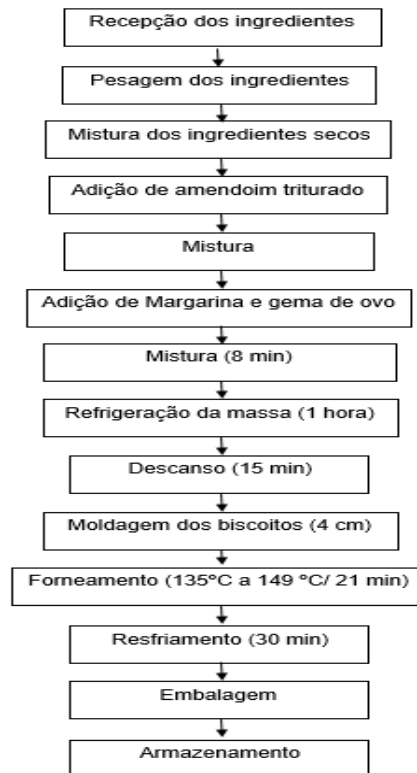 Recepção dos ingredientes
Pesagem dos ingredientes
Mistura dos ingredientes secos
Adição de amendoim triturado
Mistura
Adição de Margarina e gema de ovo
Mistura (8 min)
Refrigeração da massa (1 hora)
Descanso (15 min)
Moldagem dos biscoitos (4 cm)
Forneamento (135ºC a 149 ºC/ 21 min)
Resfriamento (30 min)
Embalagem
Armazenamento